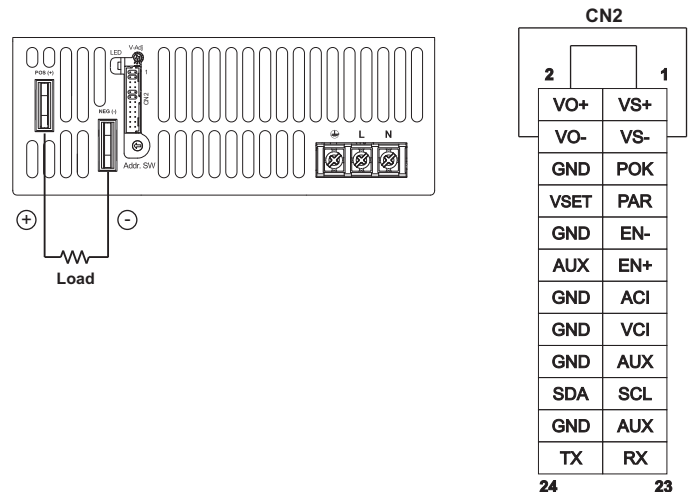 LED
V-Adj
1
POS (+)
CN2
NEG (-)
L N
Addr. SW
+ -
Load
CN2
2 1
VO+ VS+
VO- VS-
GND POK
VSET PAR
GND EN-
AUX EN+
GND ACI
GND VCI
GND AUX
SDA SCL
GND AUX
TX RX
24 23